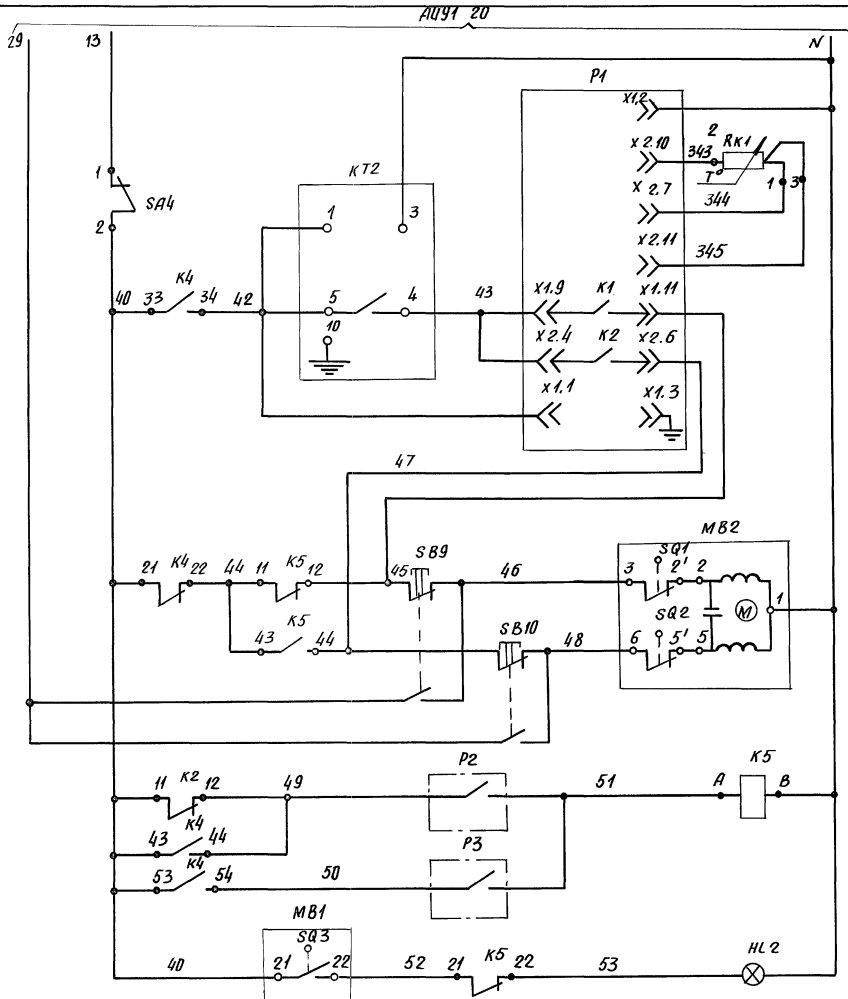 АЦУ1 20
29 13 N
P1
X1,2
2
X2.10 343 RK1
KT2
T° 1 3
1
X2.7 344
1 3
SA4
2
X2.11 345
K4 X1.9 K1 X1.11
40 33 34 42 5 4 43
10 X2.4 K2 X2.6
X1.1 X1.3
47
MB2
SB9 SQ1
21 K4 22 44 11 K5 12 45 46 3 2' 2
M 1
K5 SB10 SQ2
43 44 48 6 5' 5
P2 K5
11 K2 12 49 51 A B
K4
43 44 P3
K4
53 54 50
MB1
SQ3 K5 HL2
40 21 22 52 21 22 53